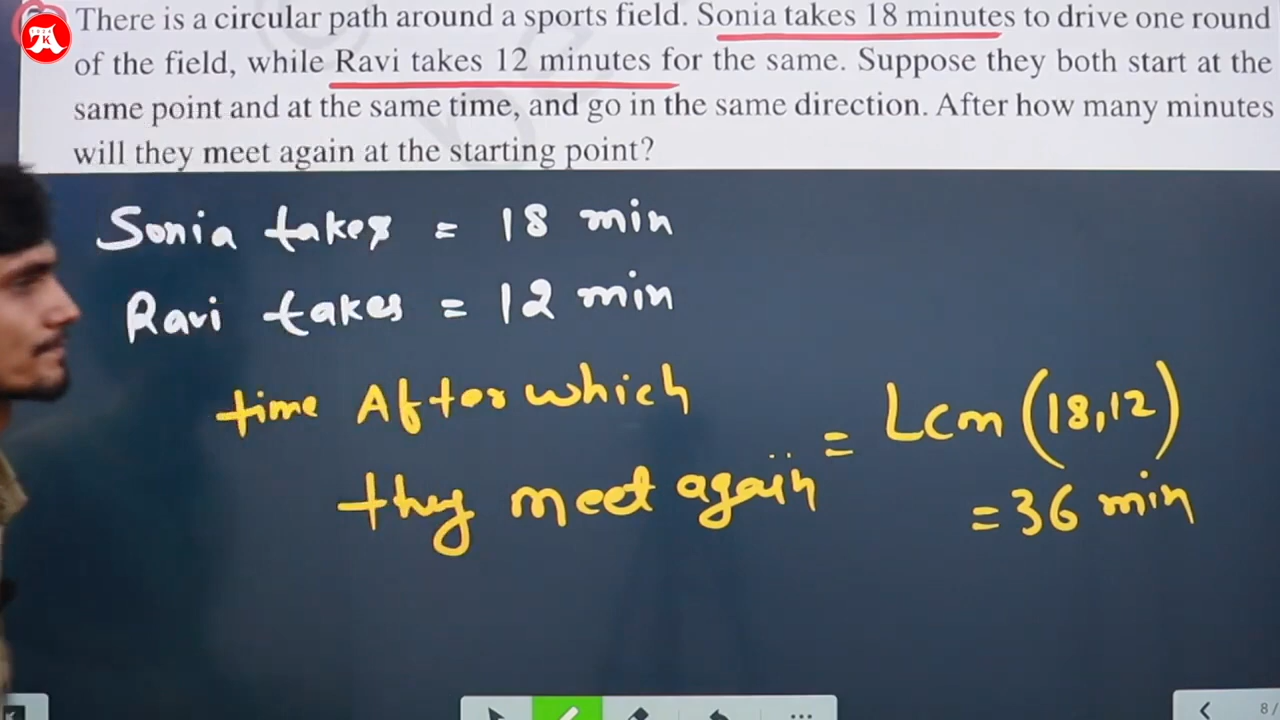 There is a circular path around a sports field. Sonia takes 18 minutes to drive one round
of the field, while Ravi takes 12 minutes for the same. Suppose they both start at the
same point and at the same time, and go in the same direction. After how many minutes
will they meet again at the starting point?
Sonia takes = 18 min
Ravi takes = 12 min
time After which
they meet again = Lcm (18,12)
= 36 min
8/